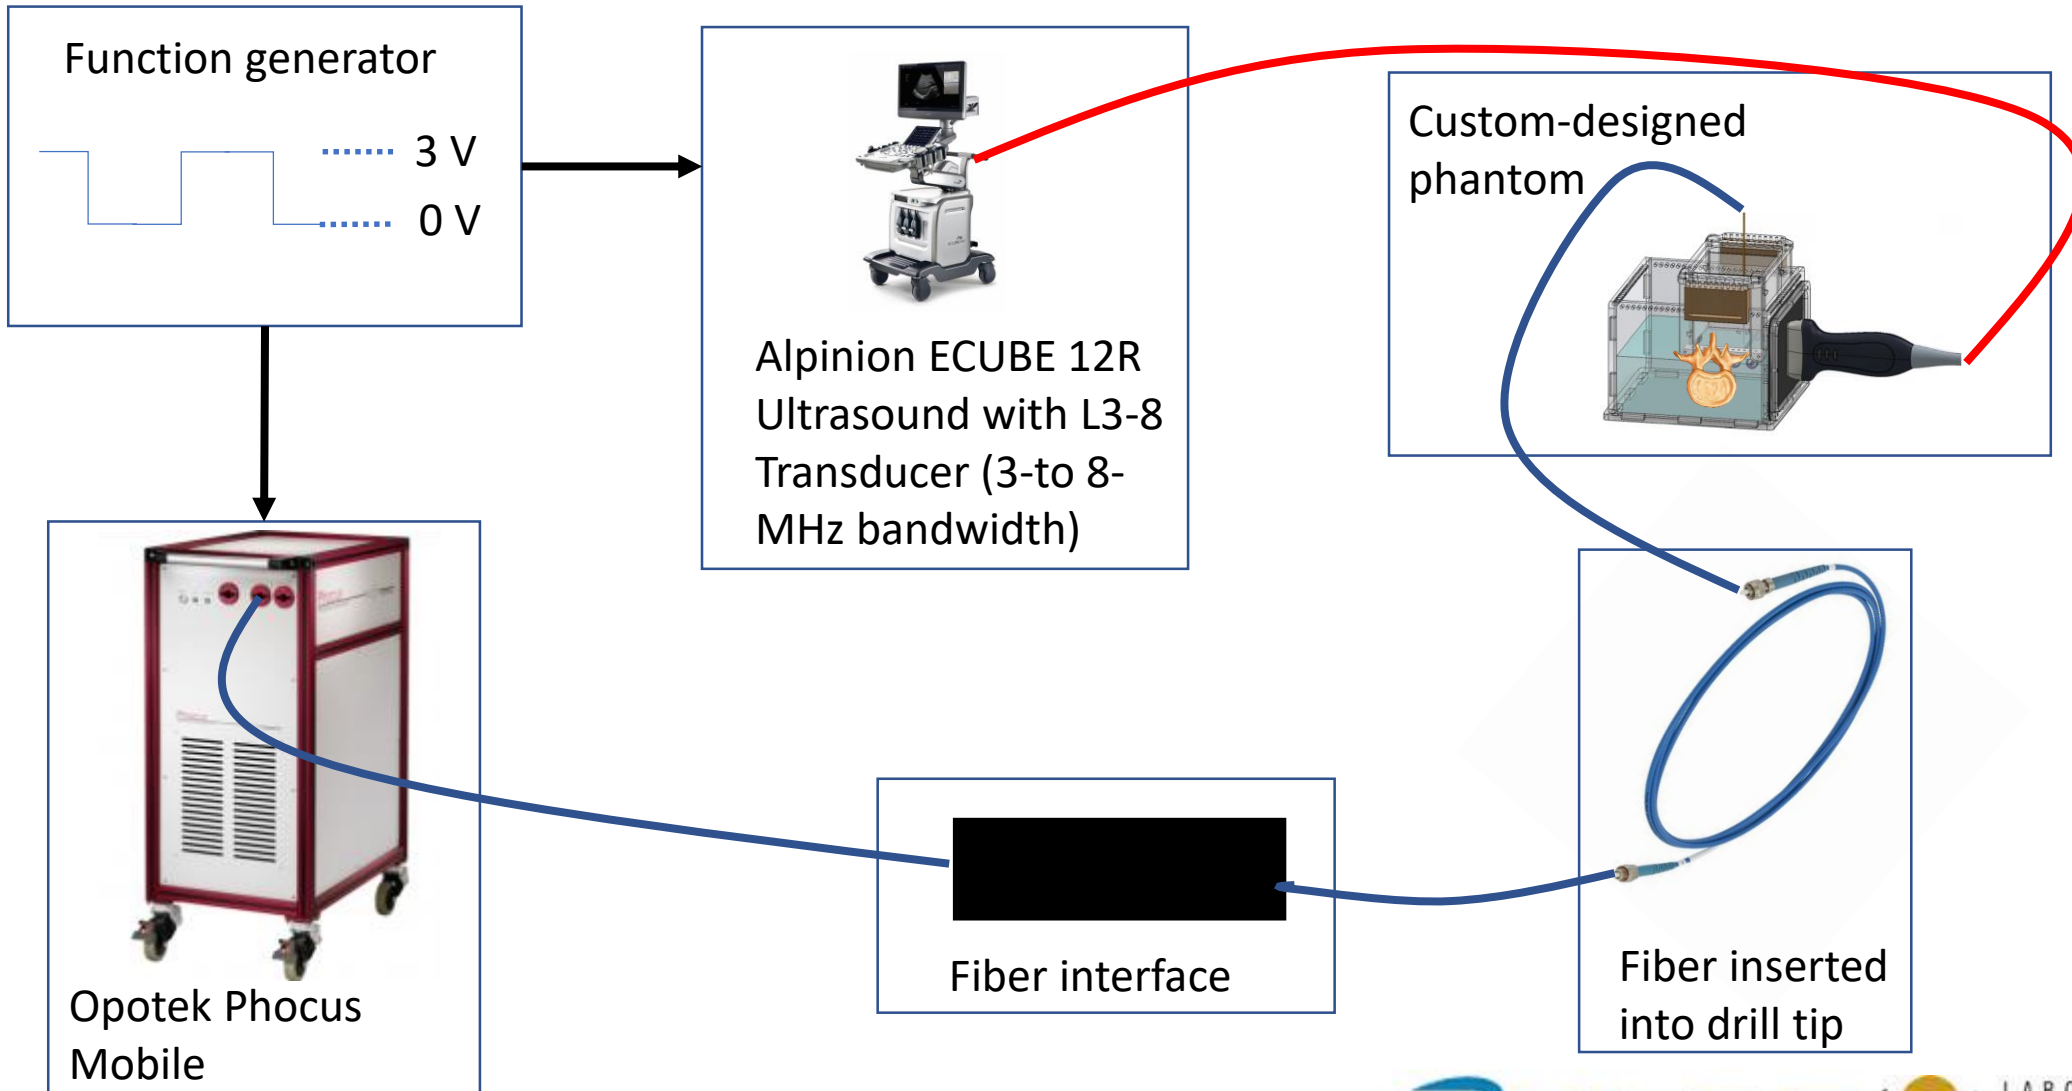 Function generator
3 V
0 V
Alpinion ECUBE 12R
Ultrasound with L3-8
Transducer (3-to 8-
MHz bandwidth)
Custom-designed
phantom
Opotek Phocus
Mobile
Fiber interface
Fiber inserted
into drill tip